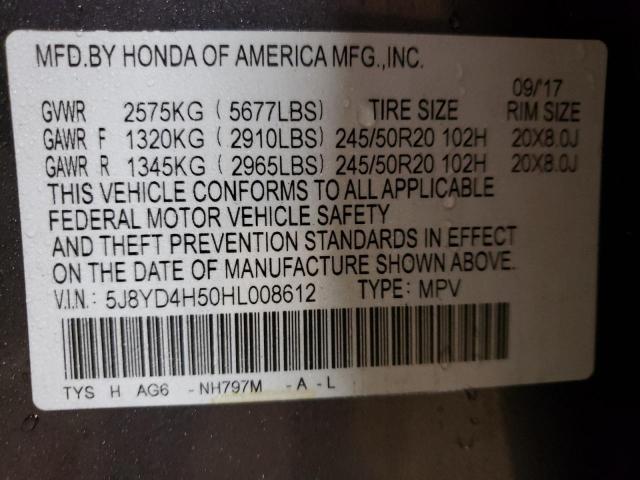 MFD.BY HONDA OF AMERICA MFG.,INC.
09/'17
GVWR 2575KG ( 5677LBS) TIRE SIZE RIM SIZE
GAWR F 1320KG ( 2910LBS) 245/50R20 102H 20X8.0J
GAWR R 1345KG ( 2965LBS) 245/50R20 102H 20X8.0J
THIS VEHICLE CONFORMS TO ALL APPLICABLE
FEDERAL MOTOR VEHICLE SAFETY
AND THEFT PREVENTION STANDARDS IN EFFECT
ON THE DATE OF MANUFACTURE SHOWN ABOVE.
V.I.N.: 5J8YD4H50HL008612 TYPE: MPV
TYS H AG6 -NH797M -A-L